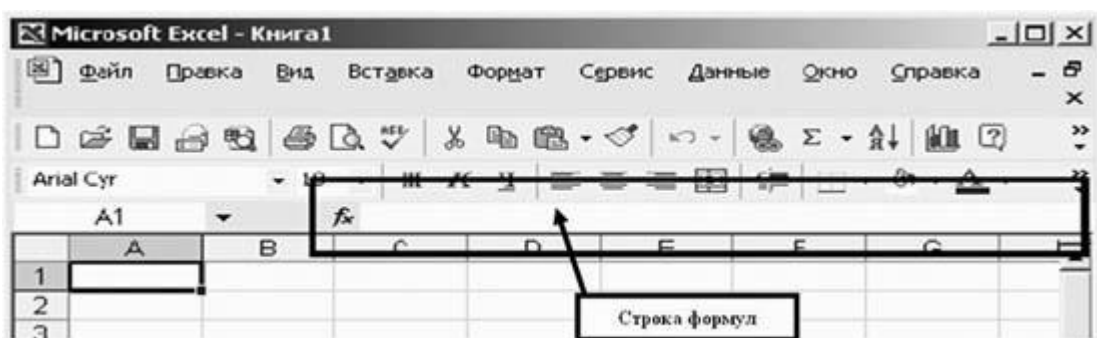 Microsoft Excel - Книга1
Файл Правка Вид Вставка Формат Сервис Данные Окно Справка
Arial Cyr 10 Ж К Ч
A1 fx
A B C D E F G
1
2
3
Строка формул